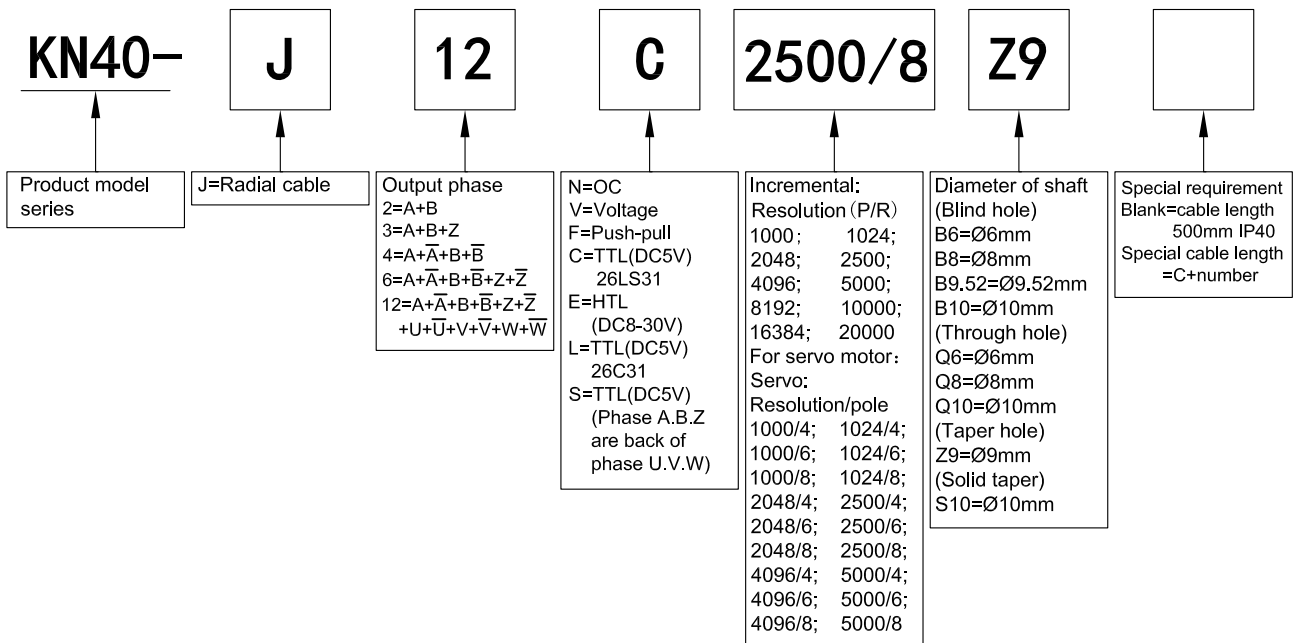 KN40- J 12 C 2500/8 Z9
Product model
series
J=Radial cable
Output phase
2=A+B
3=A+B+Z
4=A+A̅+B+B̅
6=A+A̅+B+B̅+Z+Z̅
12=A+A̅+B+B̅+Z+Z̅
+U+U̅+V+V̅+W+W̅
N=OC
V=Voltage
F=Push-pull
C=TTL(DC5V)
26LS31
E=HTL
(DC8-30V)
L=TTL(DC5V)
26C31
S=TTL(DC5V)
(Phase A.B.Z
are back of
phase U.V.W)
Incremental:
Resolution(P/R)
1000; 1024;
2048; 2500;
4096; 5000;
8192; 10000;
16384; 20000
For servo motor:
Servo:
Resolution/pole
1000/4; 1024/4;
1000/6; 1024/6;
1000/8; 1024/8;
2048/4; 2500/4;
2048/6; 2500/6;
2048/8; 2500/8;
4096/4; 5000/4;
4096/6; 5000/6;
4096/8; 5000/8
Diameter of shaft
(Blind hole)
B6=Ø6mm
B8=Ø8mm
B9.52=Ø9.52mm
B10=Ø10mm
(Through hole)
Q6=Ø6mm
Q8=Ø8mm
Q10=Ø10mm
(Taper hole)
Z9=Ø9mm
(Solid taper)
S10=Ø10mm
Special requirement
Blank=cable length
500mm IP40
Special cable length
=C+number